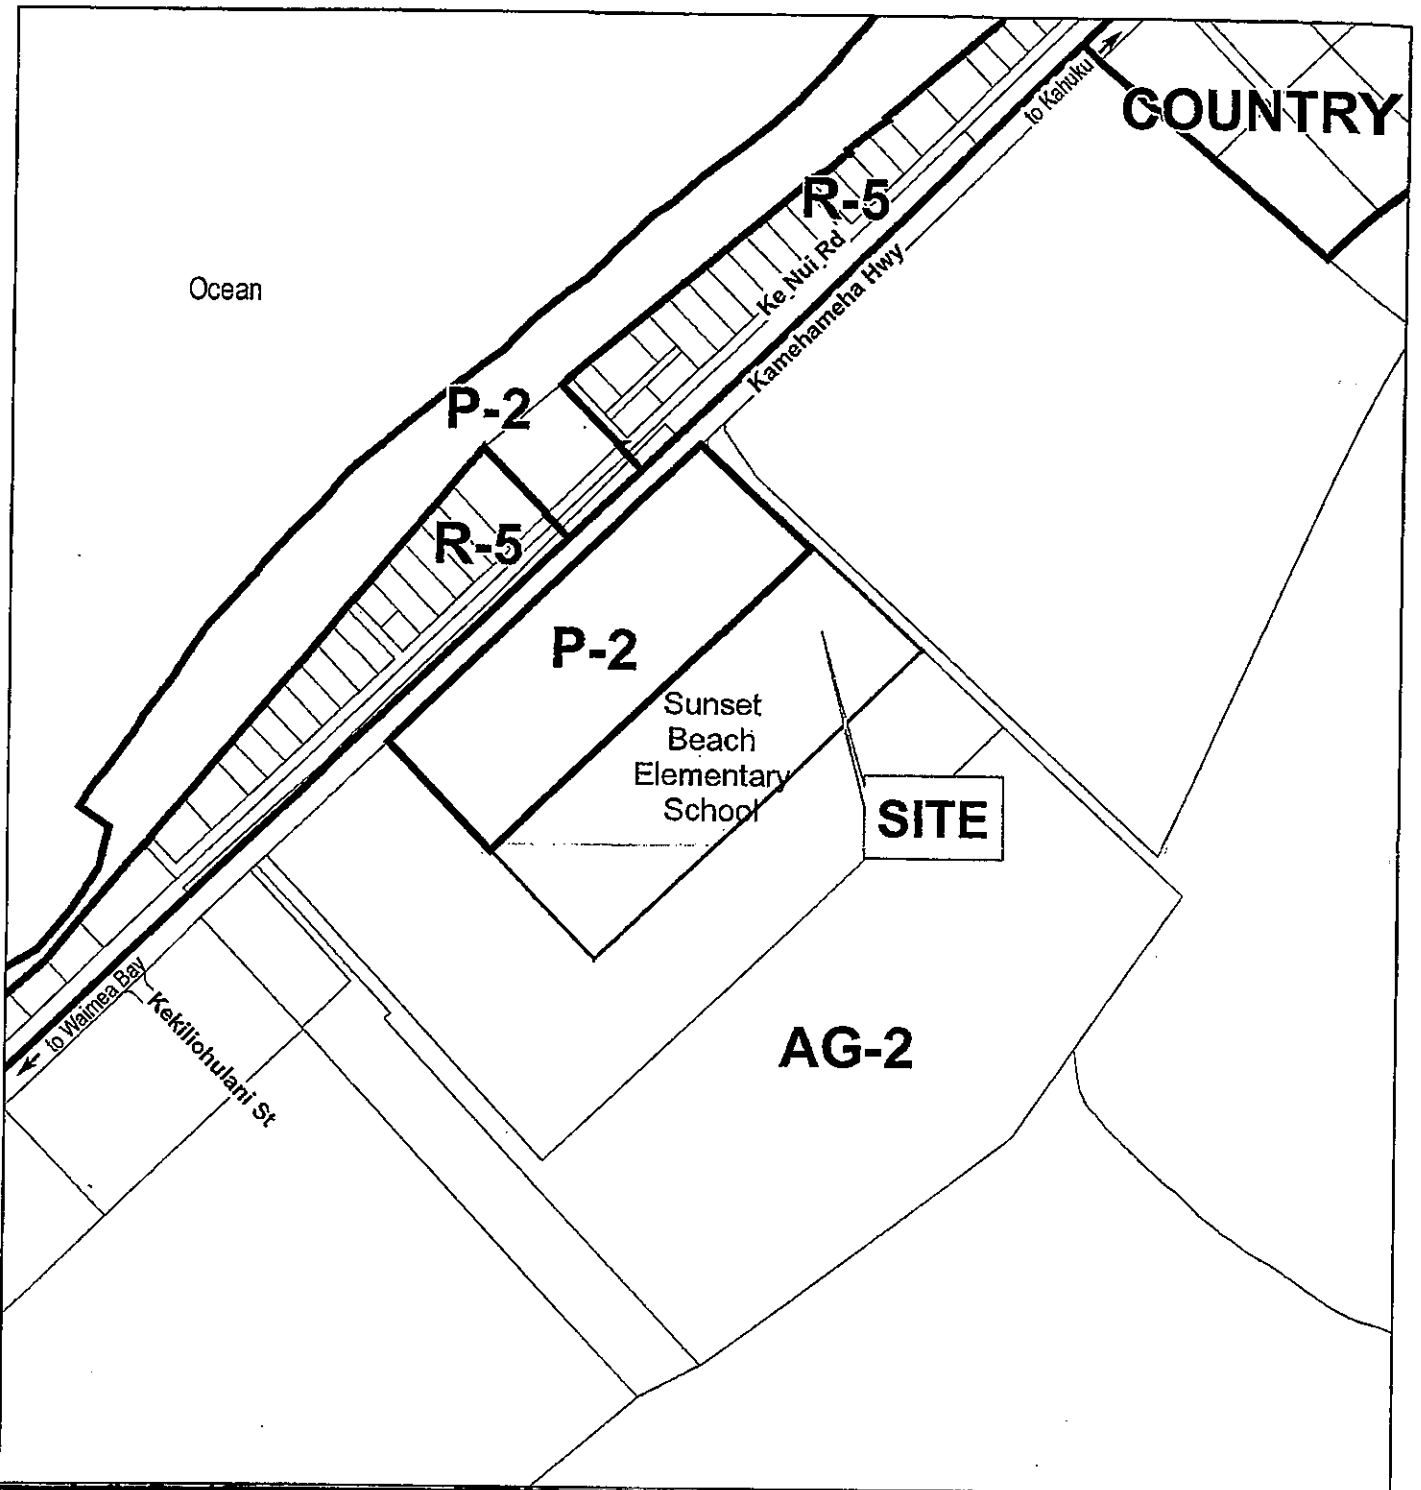 to Kahuku
COUNTRY
R-5
Ke Nui Rd
Kamehameha Hwy
Ocean
P-2
R-5
P-2
Sunset
Beach
Elementary
School
SITE
to Waimea Bay
Kekiliohulani St
AG-2